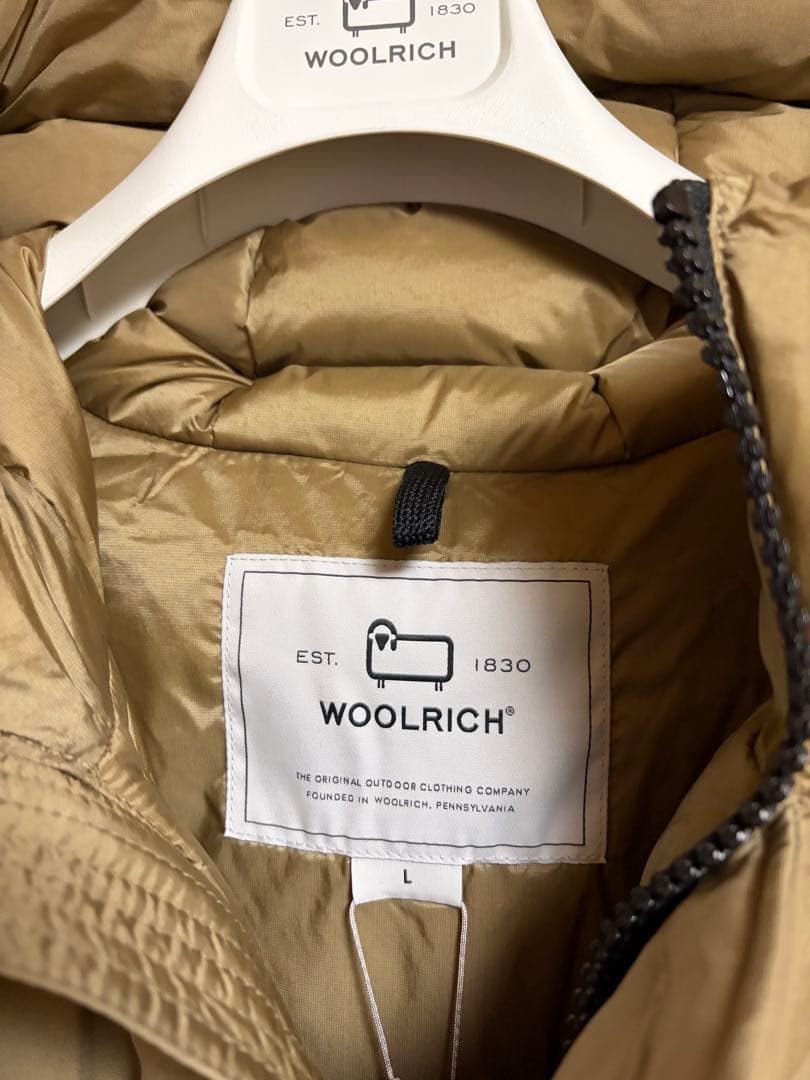 EST. 1830
WOOLRICH
EST. 1830
WOOLRICH®
THE ORIGINAL OUTDOOR CLOTHING COMPANY
FOUNDED IN WOOLRICH, PENNSYLVANIA
L